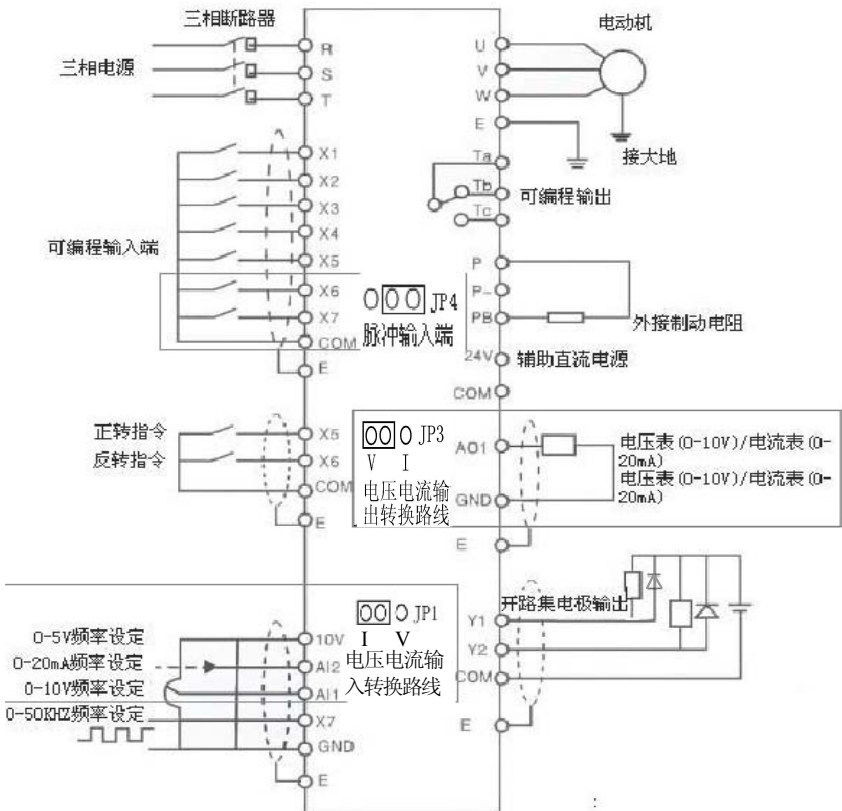 三相断路器
三相电源
R
S
T
可编程输入端
X1
X2
X3
X4
X5
X6
X7
COM
E
JP4
脉冲输入端
正转指令
反转指令
X5
X6
COM
E
JP3
V I
电压电流输
出转换路线
0-5V频率设定
0-20mA频率设定
0-10V频率设定
0-50KHZ频率设定
10V
AI2
AI1
X7
GND
E
JP1
I V
电压电流输
入转换路线
电动机
U
V
W
E
接大地
Ta
Tb
Tc
可编程输出
P
P-
PB
外接制动电阻
24V
辅助直流电源
COM
AO1
电压表(0-10V)/电流表(0-
20mA)
电压表(0-10V)/电流表(0-
20mA)
GND
E
开路集电极输出
Y1
Y2
COM
E